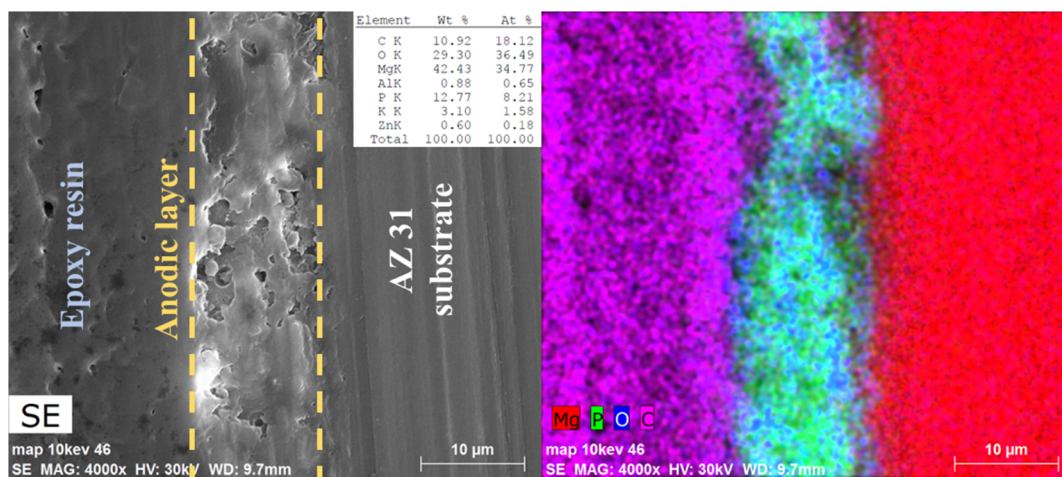 Element Wt % At %
C K 10.92 18.12
O K 29.30 36.49
MgK 42.43 34.77
AlK 0.88 0.65
P K 12.77 8.21
K K 3.10 1.58
ZnK 0.60 0.18
Total 100.00 100.00
Epoxy resin
Anodic layer
AZ 31
substrate
SE
map 10kev 46
SE MAG: 4000x HV: 30kV WD: 9.7mm
10 µm
Mg P O C
map 10kev 46
SE MAG: 4000x HV: 30kV WD: 9.7mm
10 µm